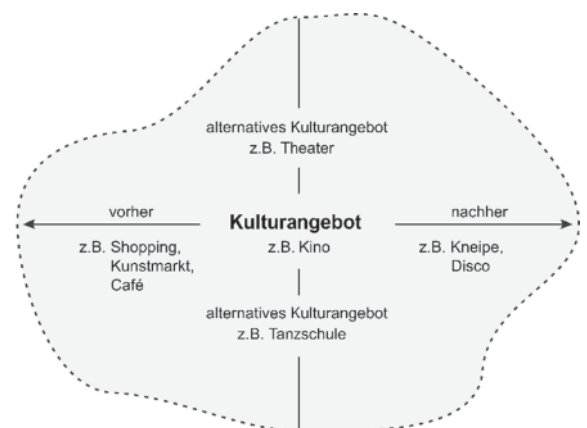 alternatives Kulturangebot
z.B. Theater
vorher
Kulturangebot
nachher
z.B. Shopping,
Kunstmarkt,
Café
z.B. Kino
z.B. Kneipe,
Disco
alternatives Kulturangebot
z.B. Tanzschule